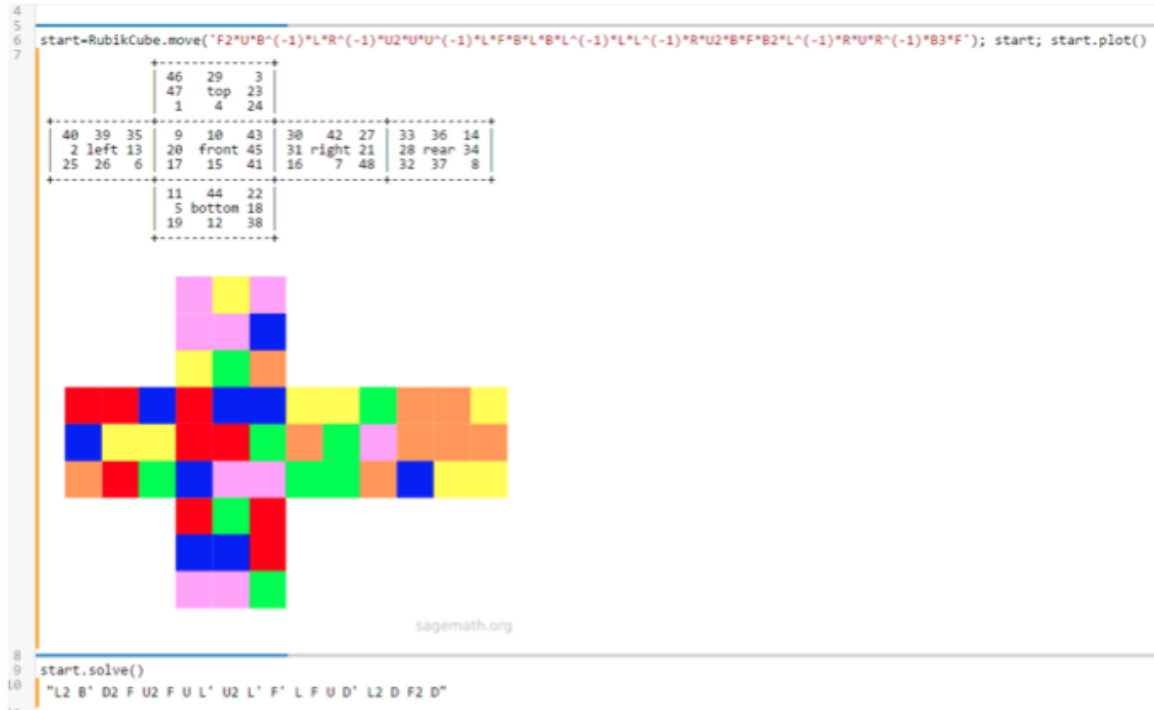 4
5
6 start=RubikCube.move("F2*U*B^(-1)*L*R^(-1)*U2*U*U^(-1)*L*F*B*L*B*L^(-1)*L*L^(-1)*R*U2*B*F*B2*L^(-1)*R*U*R^(-1)*B3*F"); start; start.plot()
7
+--------------+
| 46 29 3 |
| 47 top 23 |
| 1 4 24 |
+------------+--------------+-------------+------------+
| 40 39 35 | 9 10 43 | 30 42 27 | 33 36 14 |
| 2 left 13 | 20 front 45 | 31 right 21 | 28 rear 34 |
| 25 26 6 | 17 15 41 | 16 7 48 | 32 37 8 |
+------------+--------------+-------------+------------+
| 11 44 22 |
| 5 bottom 18 |
| 19 12 38 |
+--------------+
sagemath.org
8
9 start.solve()
10 "L2 B' D2 F U2 F U L' U2 L' F' L F U D' L2 D F2 D"